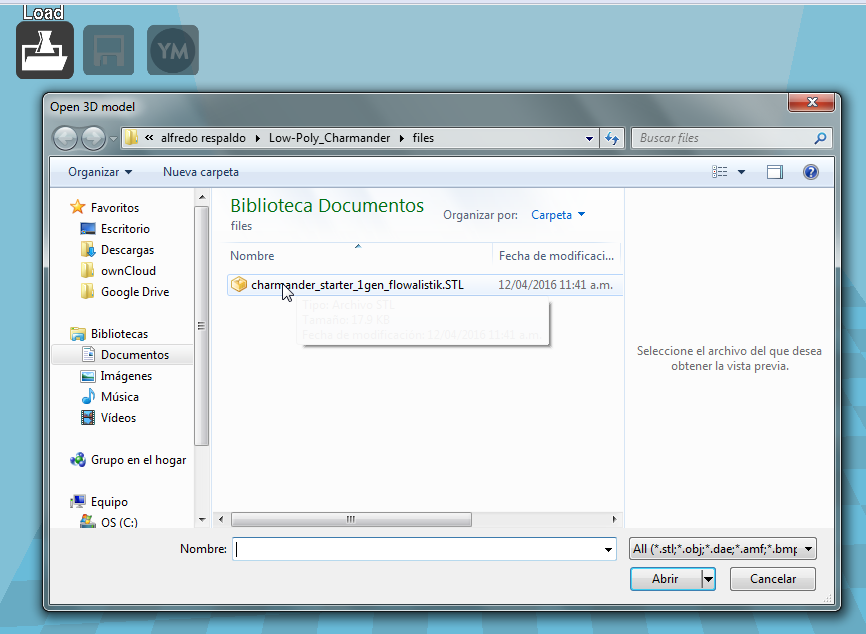 Load
YM
Open 3D model
« alfredo respaldo ▸ Low-Poly_Charmander ▸ files
Buscar files
Organizar
Nueva carpeta
Favoritos
Escritorio
Descargas
ownCloud
Google Drive
Bibliotecas
Documentos
Imágenes
Música
Vídeos
Grupo en el hogar
Equipo
OS (C:)
Biblioteca Documentos
files
Organizar por: Carpeta
Nombre
Fecha de modificaci...
charmander_starter_1gen_flowalistik.STL
12/04/2016 11:41 a.m.
Tipo: Archivo STL
Tamaño: 17,9 KB
Fecha de modificación: 12/04/2016 11:41 a.m.
Seleccione el archivo del que desea
obtener la vista previa.
Nombre:
All (*.stl;*.obj;*.dae;*.amf;*.bmp
Abrir
Cancelar